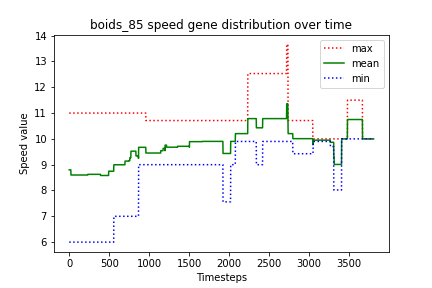 boids_85 speed gene distribution over time
max
mean
min
Speed value
14
13
12
11
10
9
8
7
6
0 500 1000 1500 2000 2500 3000 3500
Timesteps